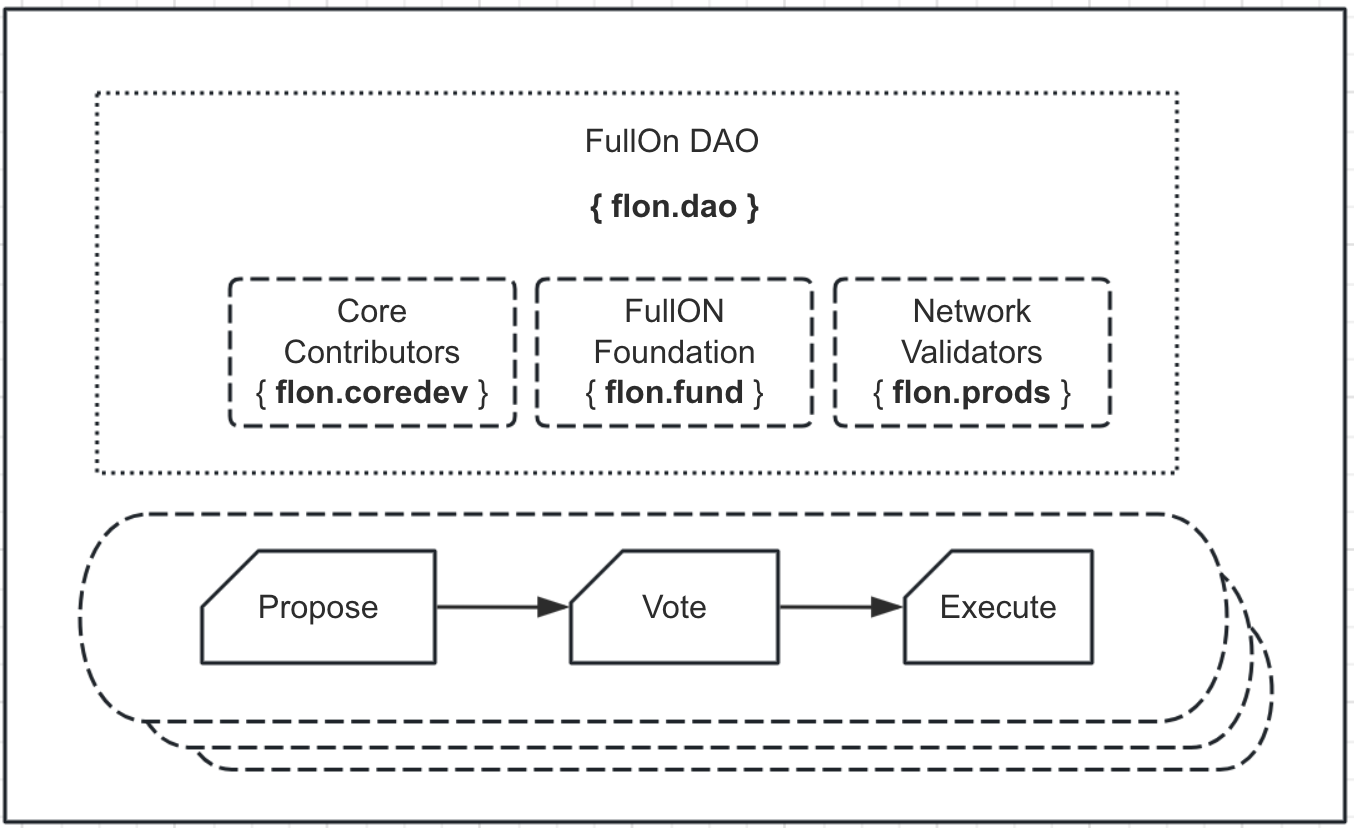 FullOn DAO
{ flon.dao }
Core
Contributors
{ flon.coredev }
FullON
Foundation
{ flon.fund }
Network
Validators
{ flon.prods }
Propose
Vote
Execute